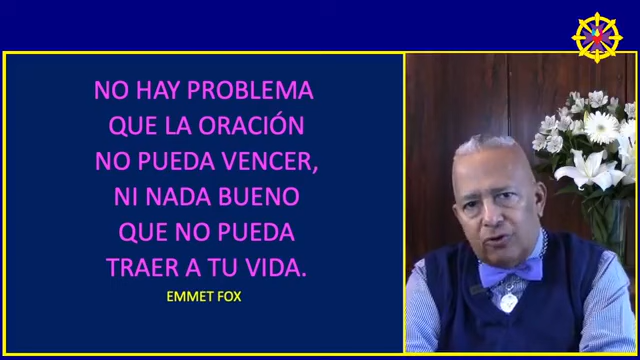 NO HAY PROBLEMA
QUE LA ORACIÓN
NO PUEDA VENCER,
NI NADA BUENO
QUE NO PUEDA
TRAER A TU VIDA.
EMMET FOX